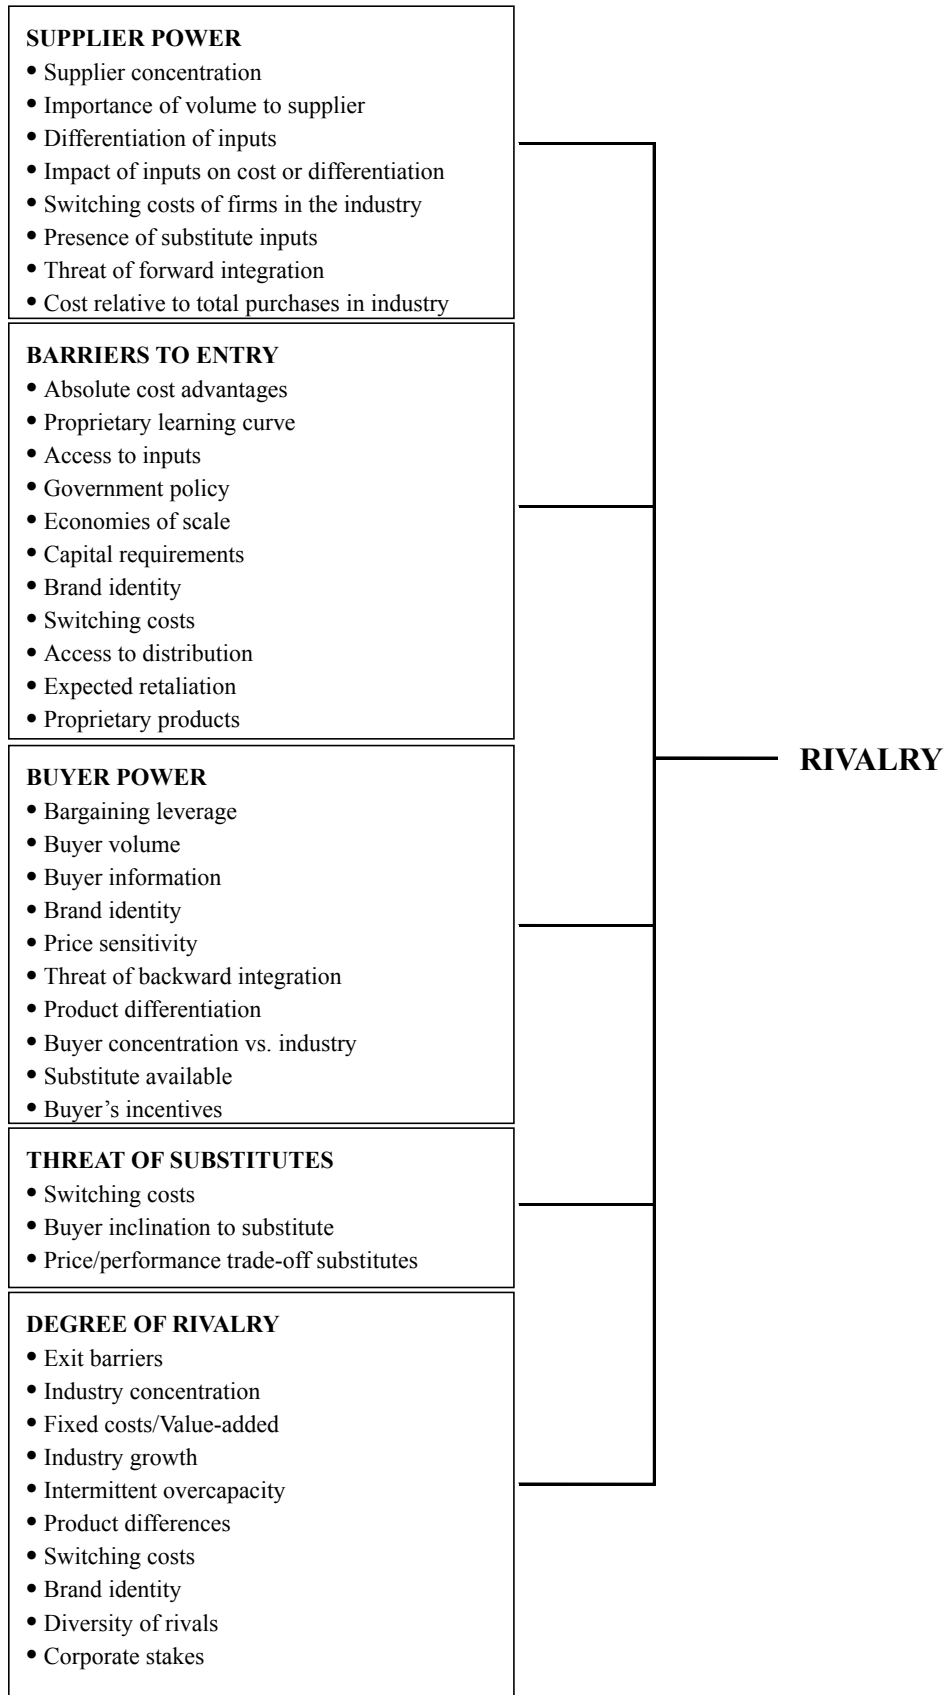 SUPPLIER POWER
• Supplier concentration
• Importance of volume to supplier
• Differentiation of inputs
• Impact of inputs on cost or differentiation
• Switching costs of firms in the industry
• Presence of substitute inputs
• Threat of forward integration
• Cost relative to total purchases in industry
BARRIERS TO ENTRY
• Absolute cost advantages
• Proprietary learning curve
• Access to inputs
• Government policy
• Economies of scale
• Capital requirements
• Brand identity
• Switching costs
• Access to distribution
• Expected retaliation
• Proprietary products
BUYER POWER
• Bargaining leverage
• Buyer volume
• Buyer information
• Brand identity
• Price sensitivity
• Threat of backward integration
• Product differentiation
• Buyer concentration vs. industry
• Substitute available
• Buyer’s incentives
THREAT OF SUBSTITUTES
• Switching costs
• Buyer inclination to substitute
• Price/performance trade-off substitutes
DEGREE OF RIVALRY
• Exit barriers
• Industry concentration
• Fixed costs/Value-added
• Industry growth
• Intermittent overcapacity
• Product differences
• Switching costs
• Brand identity
• Diversity of rivals
• Corporate stakes
RIVALRY